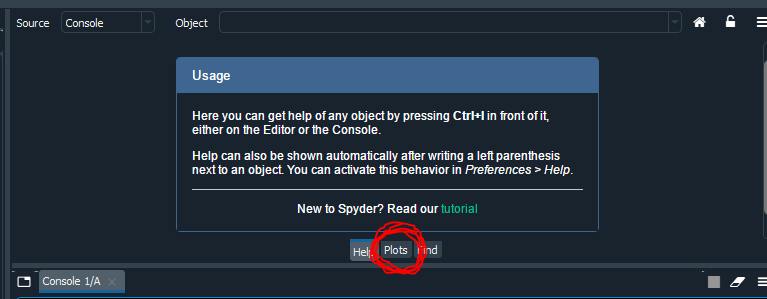 Source Console Object
Usage
Here you can get help of any object by pressing Ctrl+I in front of it,
either on the Editor or the Console.
Help can also be shown automatically after writing a left parenthesis
next to an object. You can activate this behavior in Preferences > Help.
New to Spyder? Read our tutorial
Help Plots Find
Console 1/A